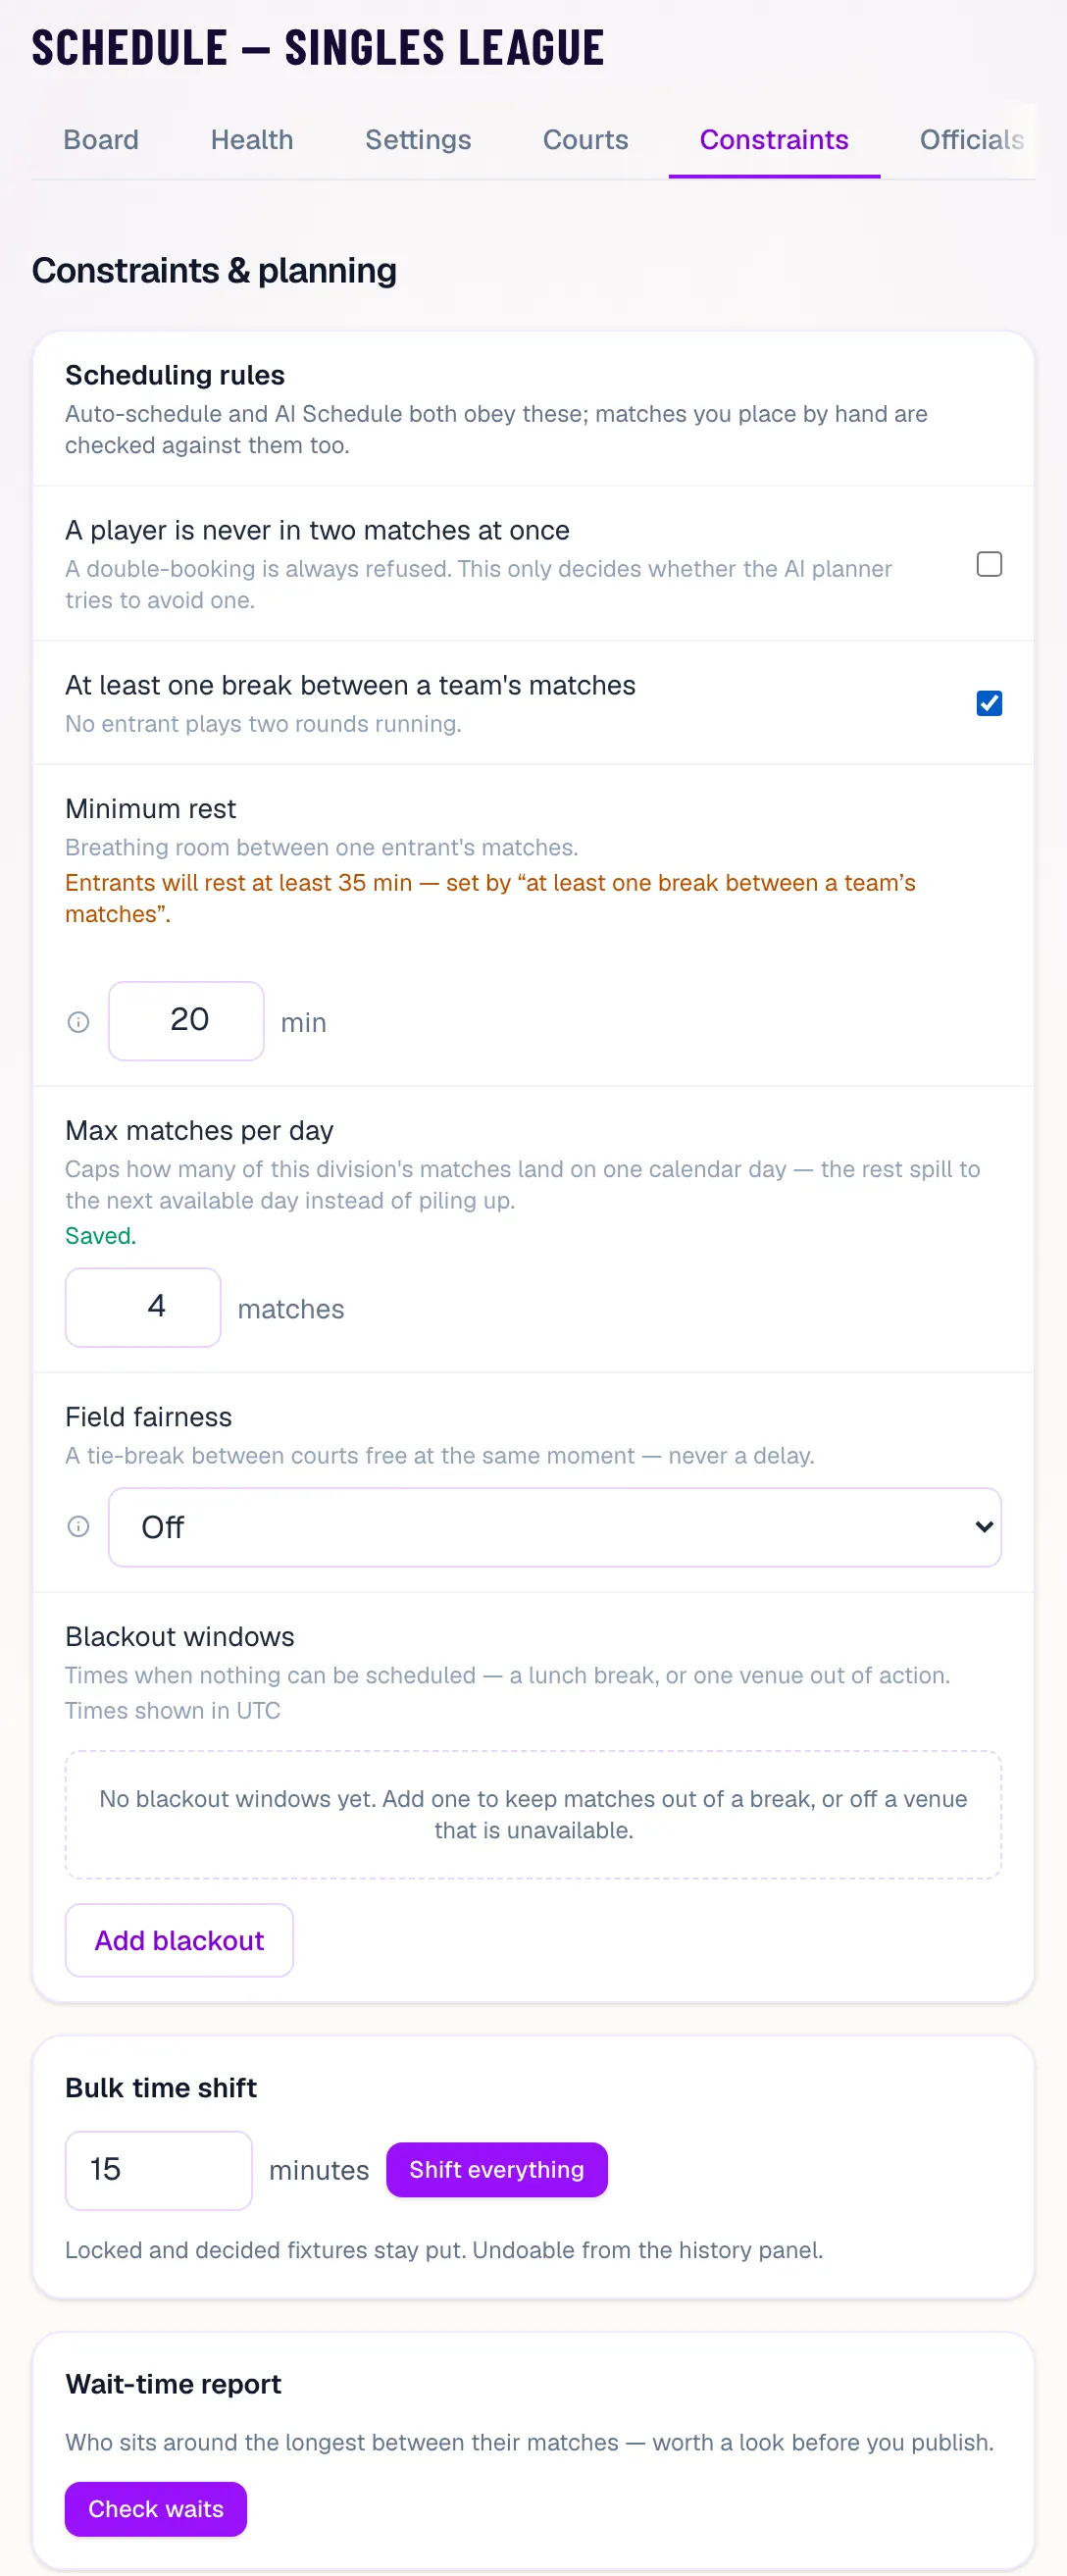 SCHEDULE — SINGLES LEAGUE
Board Health Settings Courts Constraints Officials
Constraints & planning
Scheduling rules
Auto-schedule and AI Schedule both obey these; matches you place by hand are
checked against them too.
A player is never in two matches at once
A double-booking is always refused. This only decides whether the AI planner
tries to avoid one.
At least one break between a team's matches
No entrant plays two rounds running.
Minimum rest
Breathing room between one entrant's matches.
Entrants will rest at least 35 min — set by “at least one break between a team’s
matches”.
20 min
Max matches per day
Caps how many of this division's matches land on one calendar day — the rest spill to
the next available day instead of piling up.
Saved.
4 matches
Field fairness
A tie-break between courts free at the same moment — never a delay.
Off
Blackout windows
Times when nothing can be scheduled — a lunch break, or one venue out of action.
Times shown in UTC
No blackout windows yet. Add one to keep matches out of a break, or off a venue
that is unavailable.
Add blackout
Bulk time shift
15 minutes Shift everything
Locked and decided fixtures stay put. Undoable from the history panel.
Wait-time report
Who sits around the longest between their matches — worth a look before you publish.
Check waits